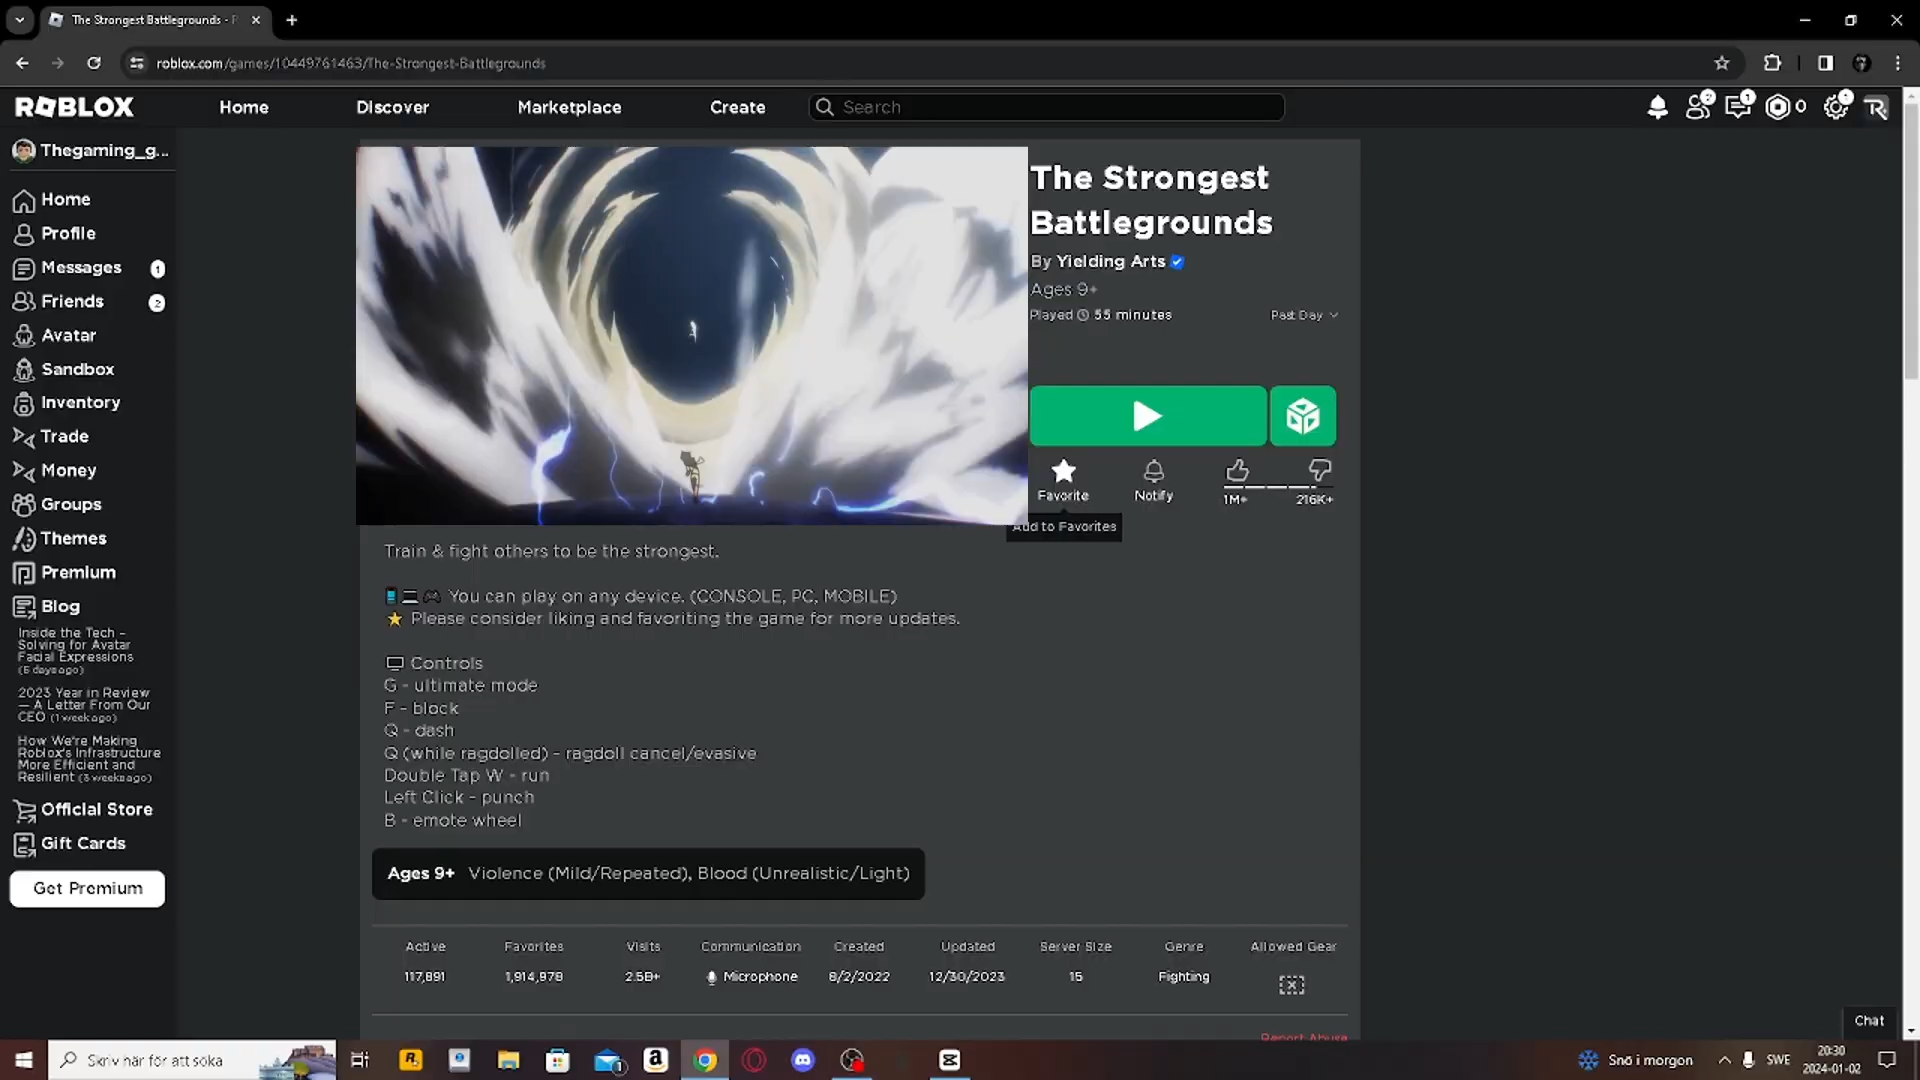 The Strongest Battlegrounds -
roblox.com/games/10449761463/The-Strongest-Battlegrounds
ROBLOX
Home
Discover
Marketplace
Create
Search
2
1
0
1
Thegaming_g...
Home
Profile
Messages 1
Friends 2
Avatar
Sandbox
Inventory
Trade
Money
Groups
Themes
Premium
Blog
Inside the Tech -
Solving for Avatar
Facial Expressions
(5 days ago)
2023 Year in Review
— A Letter From Our
CEO (1 week ago)
How We're Making
Roblox's Infrastructure
More Efficient and
Resilient (3 weeks ago)
Official Store
Gift Cards
Get Premium
The Strongest
Battlegrounds
By Yielding Arts
Ages 9+
Played 55 minutes
Past Day
Favorite
Notify
1M+
216K+
Add to Favorites
Train & fight others to be the strongest.
You can play on any device. (CONSOLE, PC, MOBILE)
Please consider liking and favoriting the game for more updates.
Controls
G - ultimate mode
F - block
Q - dash
Q (while ragdolled) - ragdoll cancel/evasive
Double Tap W - run
Left Click - punch
B - emote wheel
Ages 9+ Violence (Mild/Repeated), Blood (Unrealistic/Light)
Active Favorites Visits Communication Created Updated Server Size Genre Allowed Gear
117,891 1,914,978 2.5B+ Microphone 8/2/2022 12/30/2023 15 Fighting
Report Abuse
Chat
Skriv här för att söka
1
Snö i morgon
SWE
20:30
2024-01-02